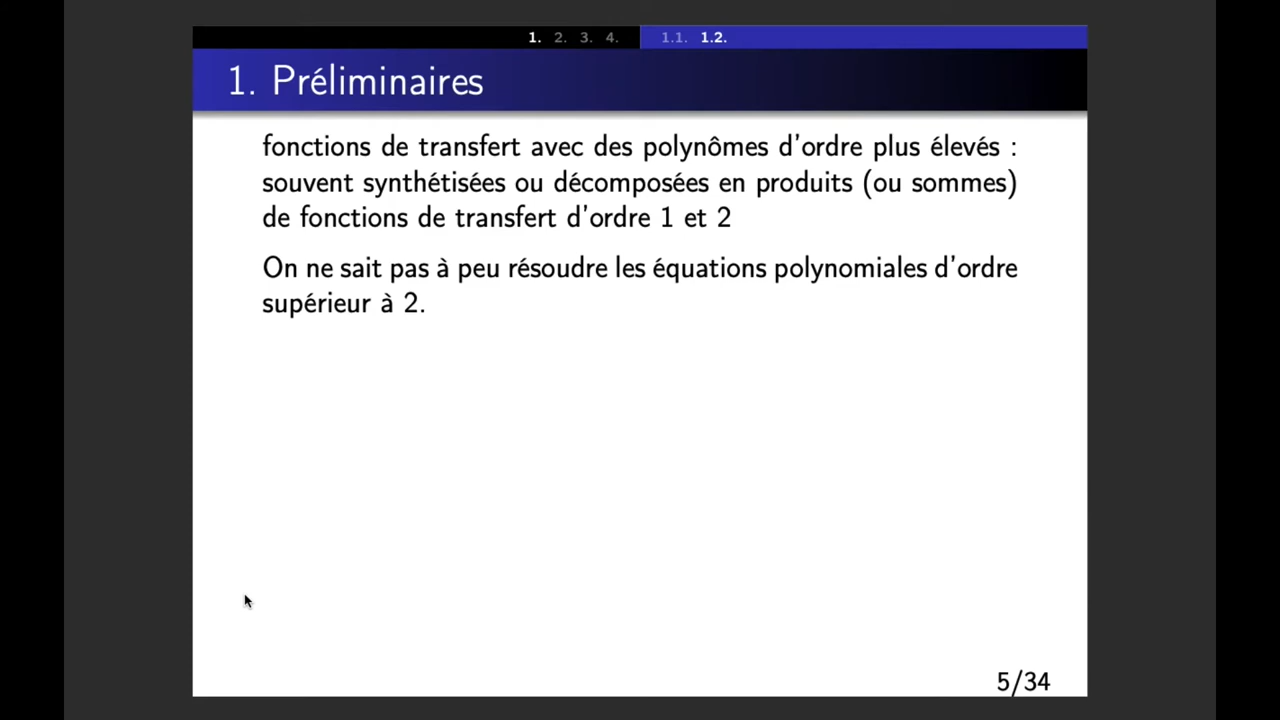 1. 2. 3. 4. 1.1. 1.2.
1. Préliminaires
fonctions de transfert avec des polynômes d'ordre plus élevés :
souvent synthétisées ou décomposées en produits (ou sommes)
de fonctions de transfert d'ordre 1 et 2
On ne sait pas à peu résoudre les équations polynomiales d'ordre
supérieur à 2.
5/34